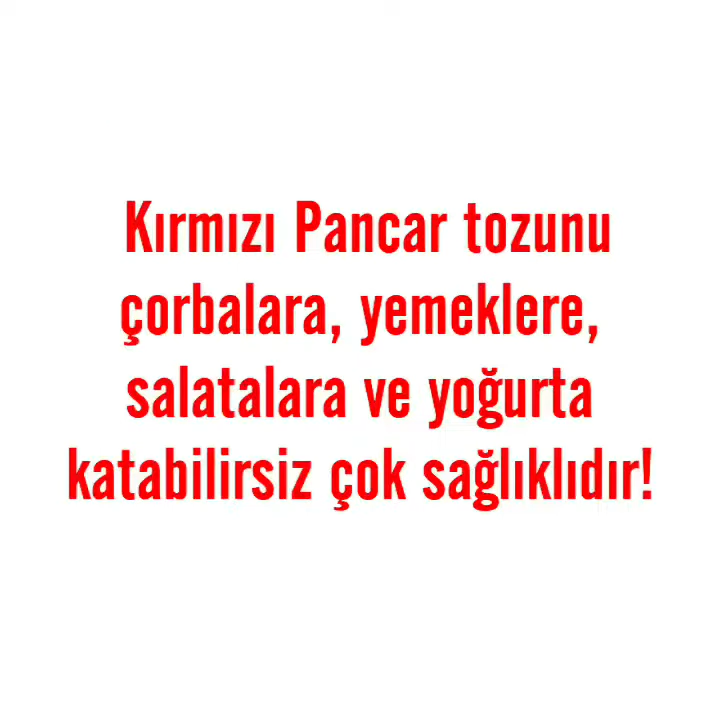 Kırmızı Pancar tozunu
çorbalara, yemeklere,
salatalara ve yoğurta
katabilirsiz çok sağlıklıdır!